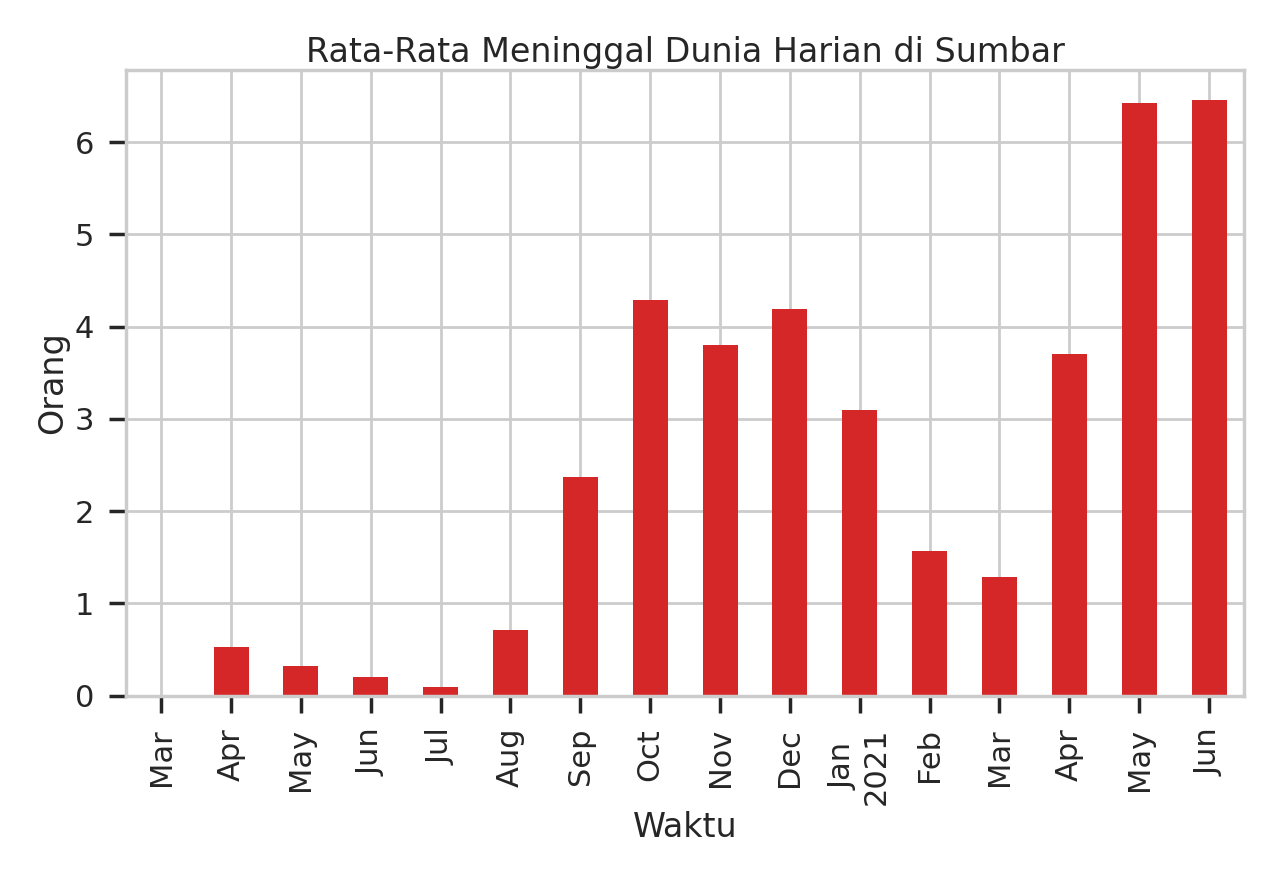 Rata-Rata Meninggal Dunia Harian di Sumbar
Orang
6
5
4
3
2
1
0
Mar
Apr
May
Jun
Jul
Aug
Sep
Oct
Nov
Dec
Jan
2021
Feb
Mar
Apr
May
Jun
Waktu